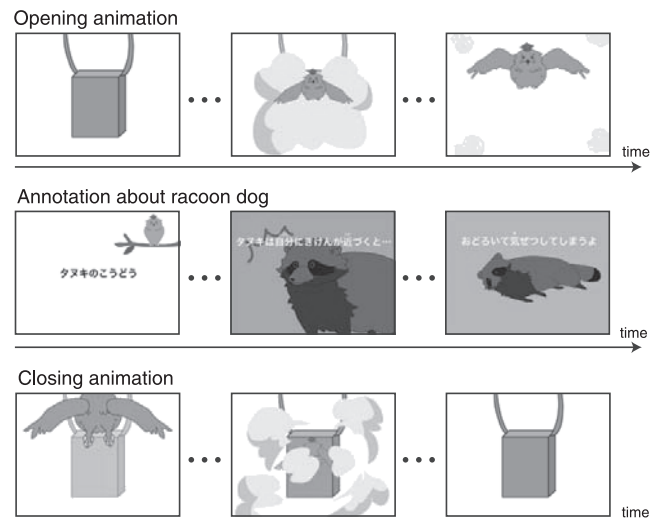 Opening animation
time
Annotation about racoon dog
タヌキのこうどう
タヌキは自分にきけんが近づくと…
おどろいて気ぜつしてしまうよ
time
Closing animation
time